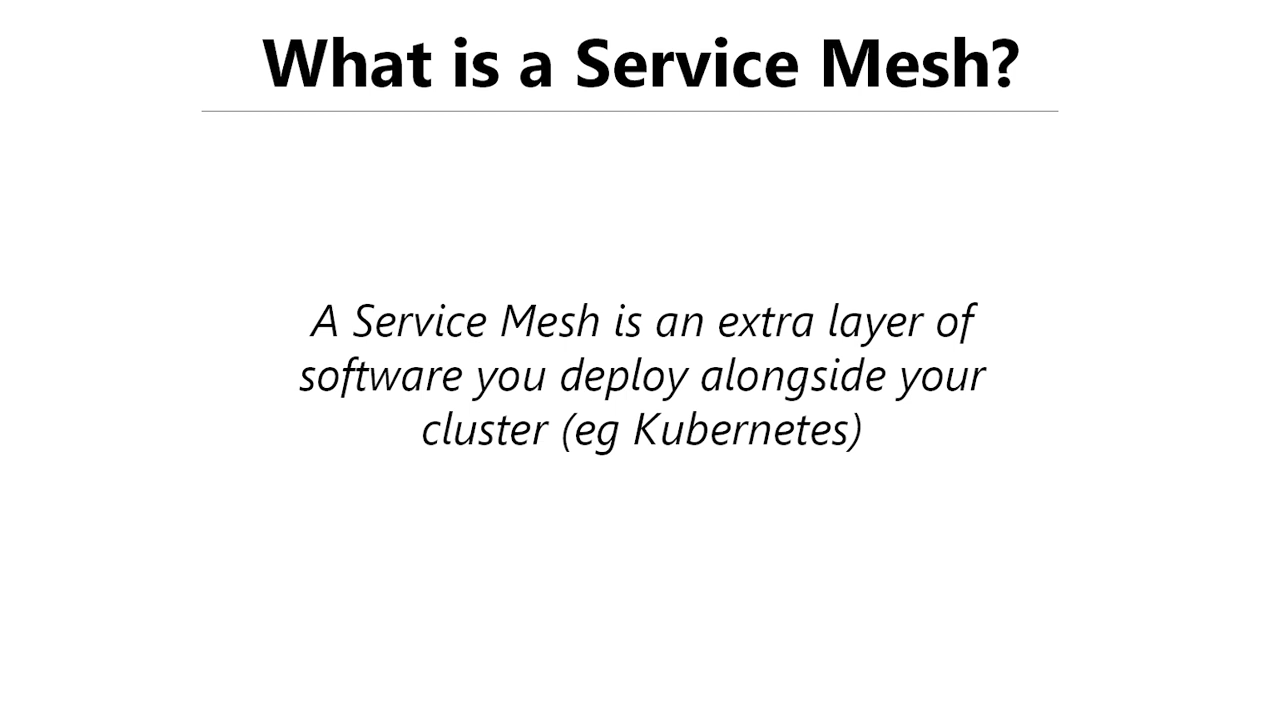 What is a Service Mesh?
A Service Mesh is an extra layer of
software you deploy alongside your
cluster (eg Kubernetes)